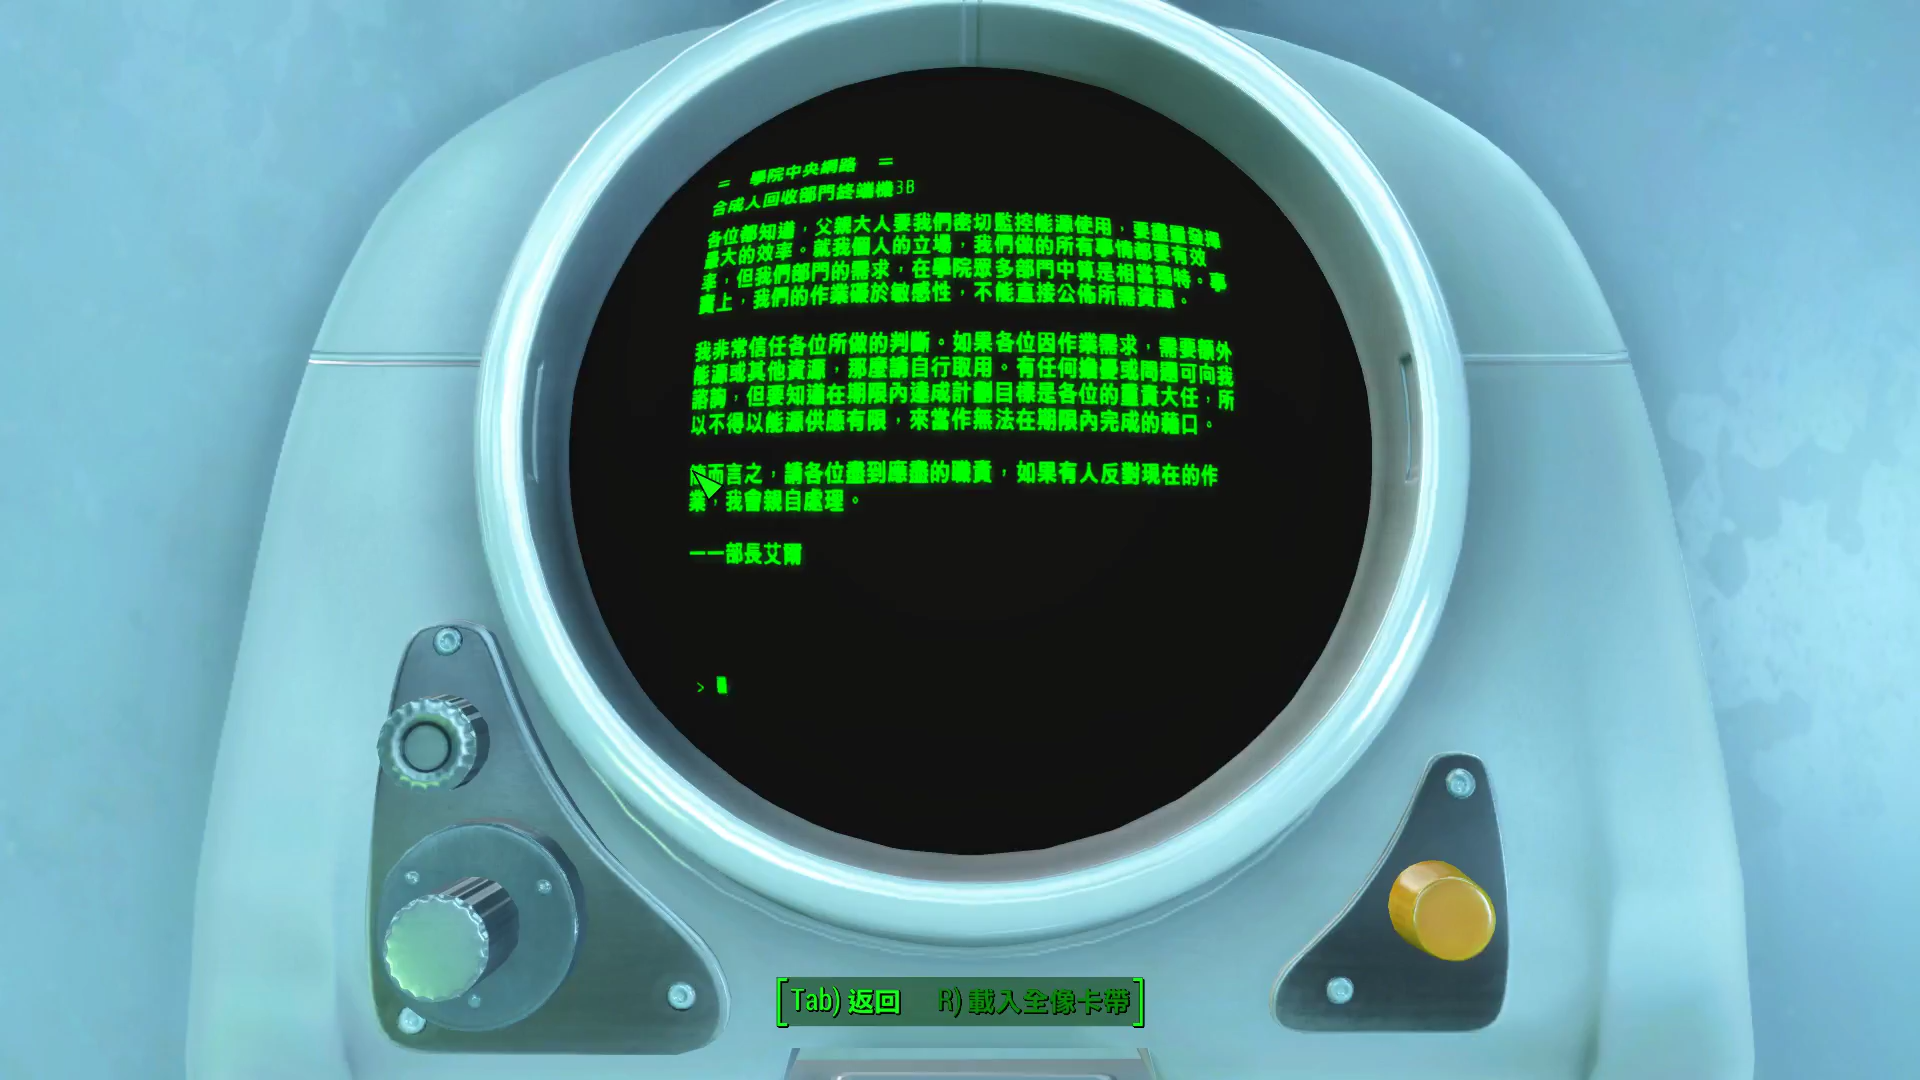 = 學院中央網路 =
合成人回收部門終端機3B
各位都知道，父親大人要我們密切監控能源使用，要盡量發揮
最大的效率。就我個人的立場，我們做的所有事情都要有效
率，但我們部門的需求，在學院眾多部門中算是相當獨特。事
實上，我們的作業礙於敏感性，不能直接公佈所需資源。
我非常信任各位所做的判斷。如果各位因作業需求，需要額外
能源或其他資源，那麼請自行取用。有任何擔憂或問題可向我
諮詢，但要知道在期限內達成計劃目標是各位的重責大任，所
以不得以能源供應有限，來當作無法在期限內完成的藉口。
而言之，請各位盡到應盡的職責，如果有人反對現在的作
業，我會親自處理。
——部長艾爾
>
Tab) 返回 R) 載入全像卡帶